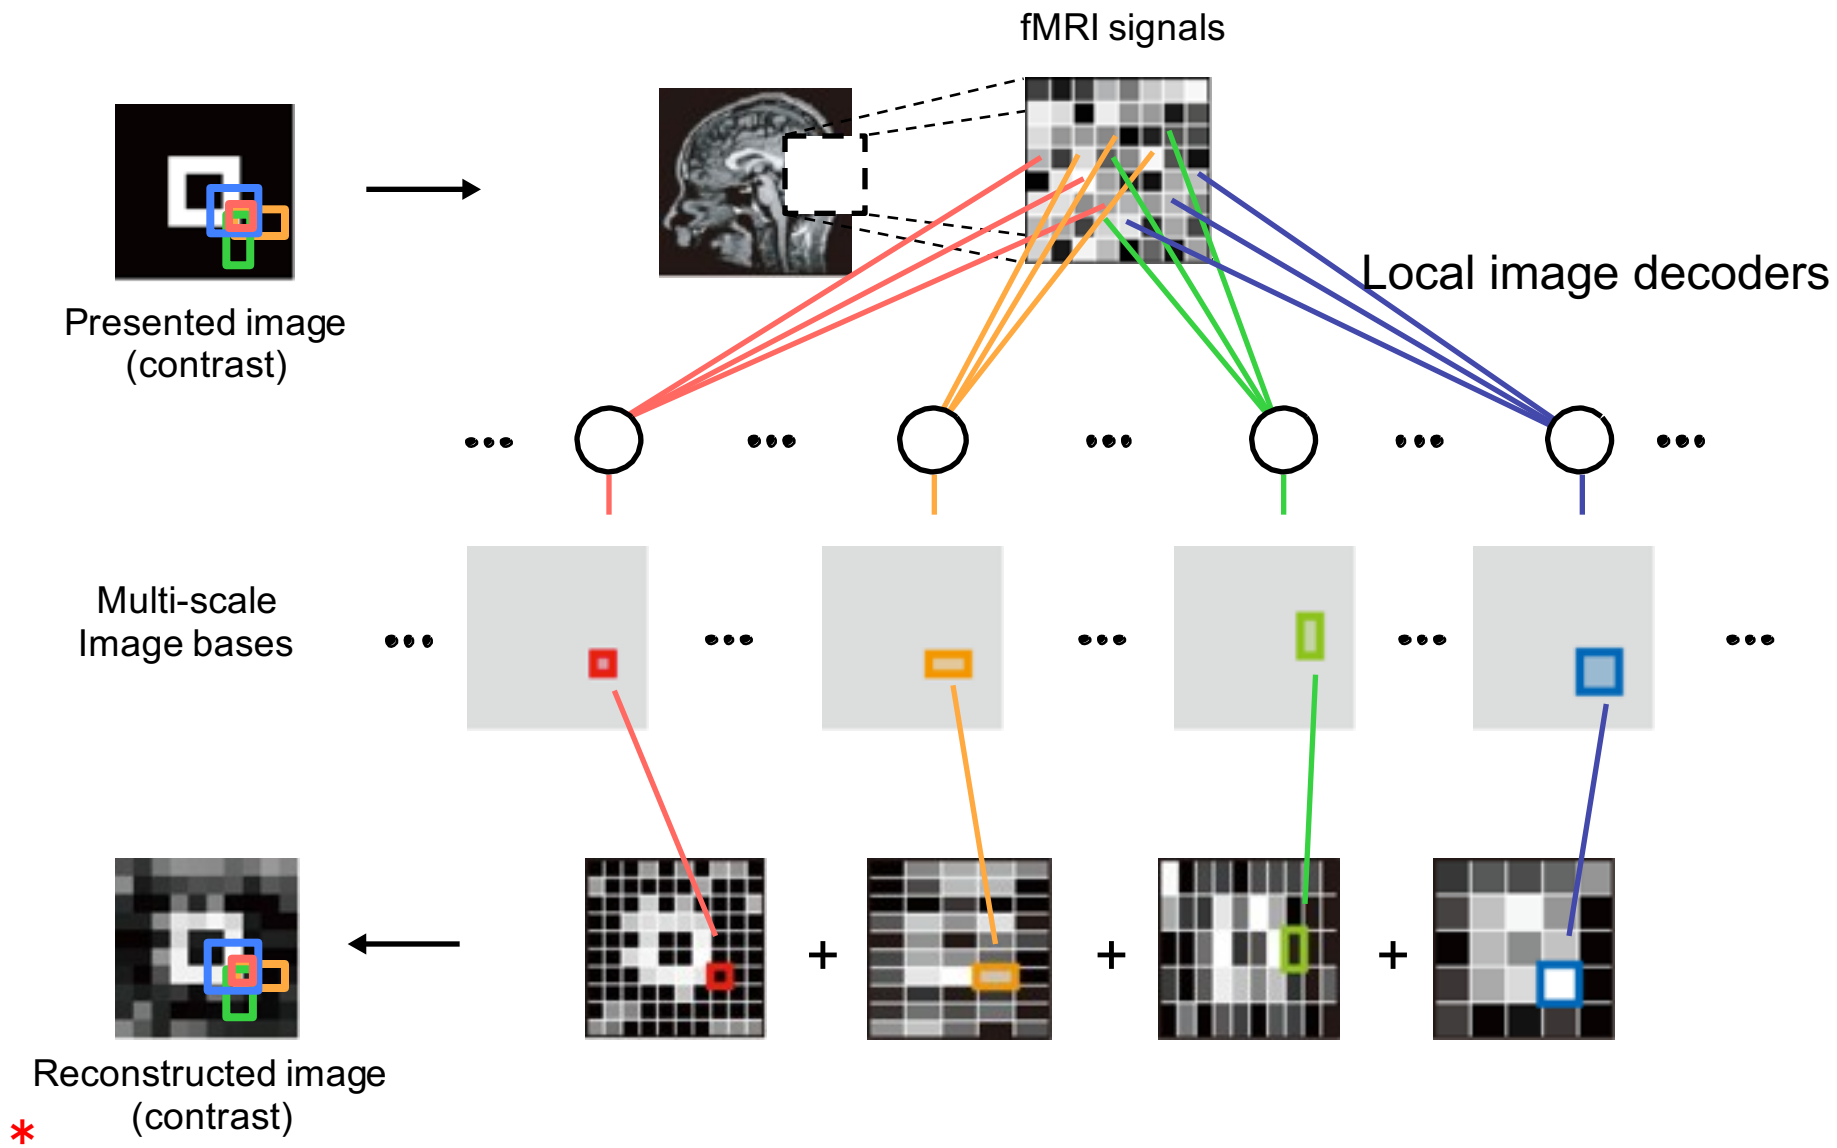 fMRI signals
Presented image
(contrast)
Local image decoders
Multi-scale
Image bases
+
+
+
Reconstructed image
(contrast)
*